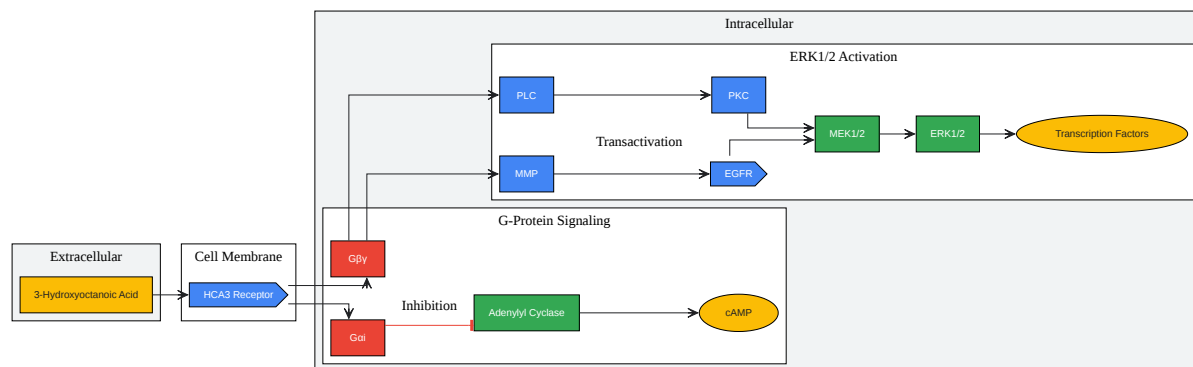 Intracellular
ERK1/2 Activation
PLC
PKC
MEK1/2
ERK1/2
Transcription Factors
Transactivation
MMP
EGFR
G-Protein Signaling
Extracellular
Cell Membrane
Gβγ
3-Hydroxyoctanoic Acid
HCA3 Receptor
Inhibition
Adenylyl Cyclase
cAMP
Gαi